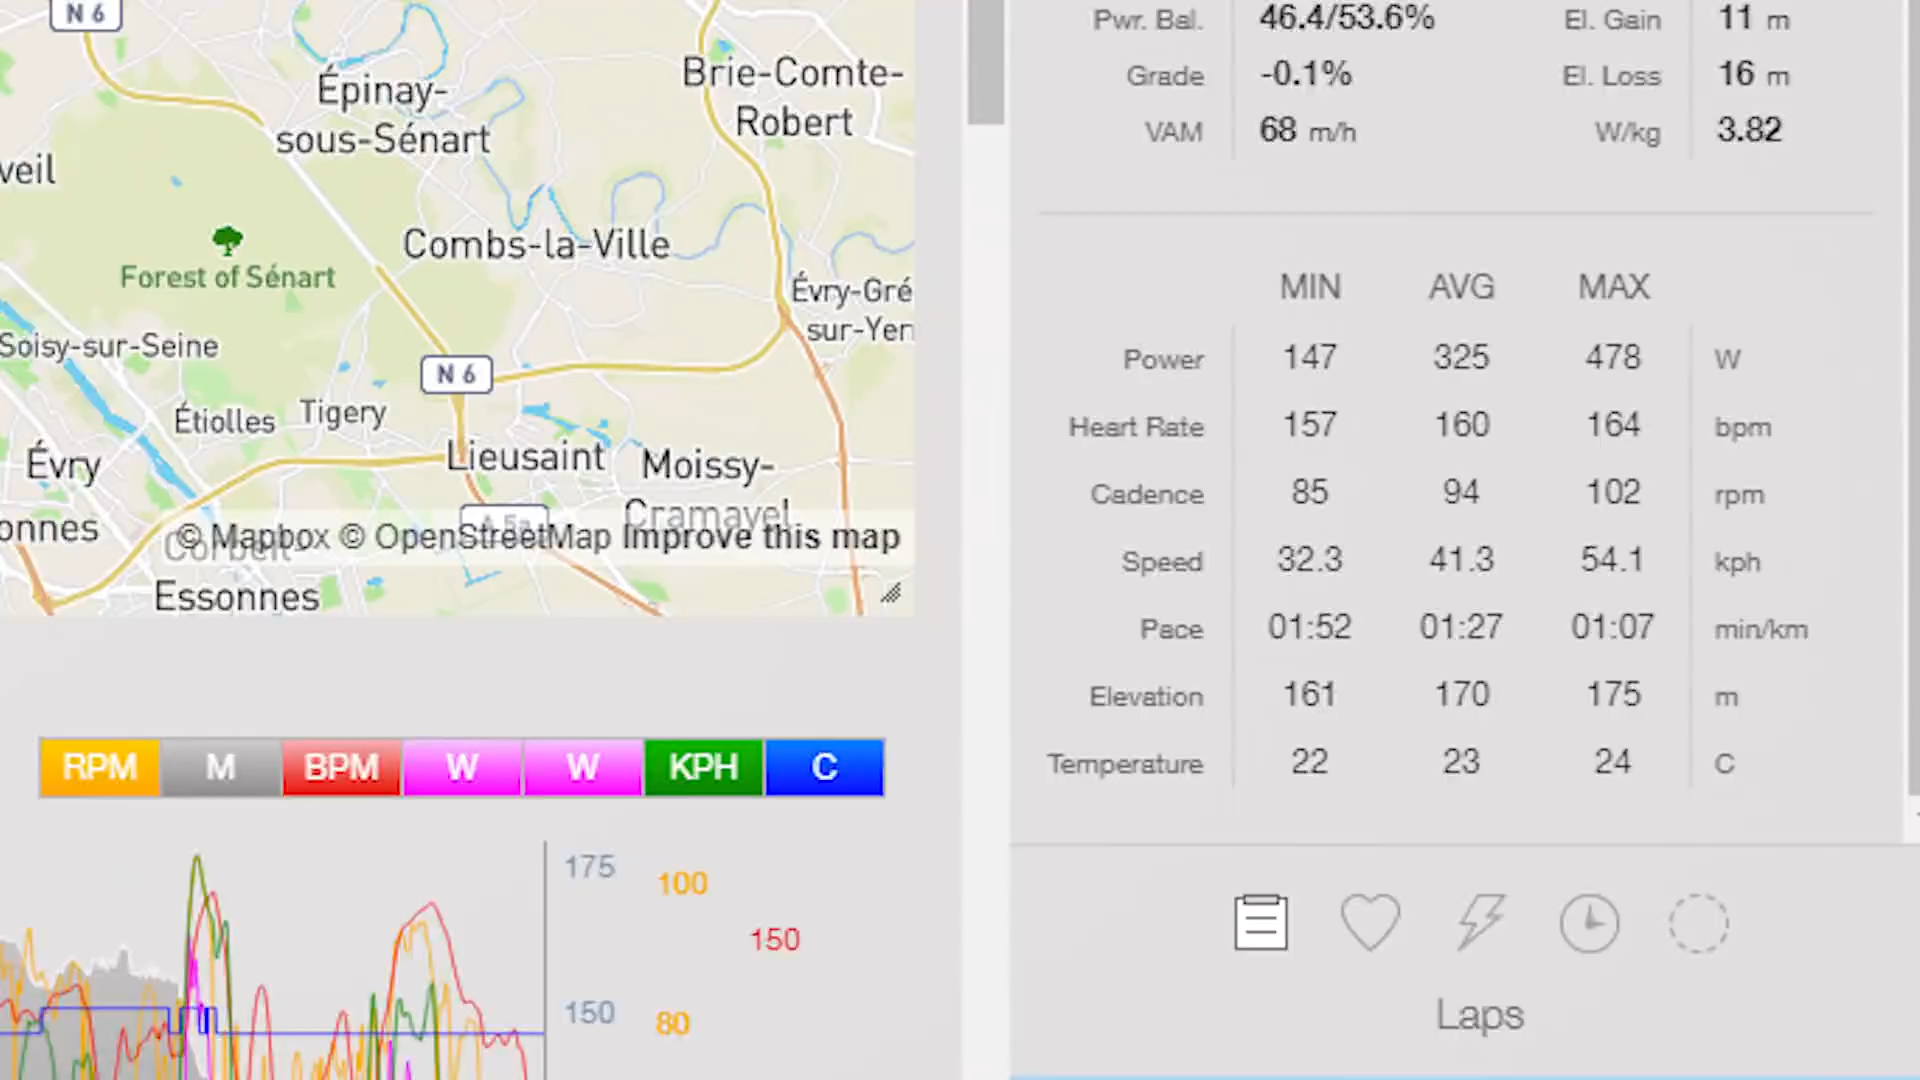 N 6
Épinay-
sous-Sénart
Brie-Comte-
Robert
veil
Combs-la-Ville
Forest of Sénart
Évry-Gré
sur-Yer
Soisy-sur-Seine
N 6
Étiolles
Tigery
Lieusaint
Moissy-
Cramayel
Évry
A 5a
onnes
Corbeil-
Essonnes
© Mapbox © OpenStreetMap Improve this map
RPM M BPM W W KPH C
175 100
150
150 80
Pwr. Bal. 46.4/53.6% El. Gain 11 m
Grade -0.1% El. Loss 16 m
VAM 68 m/h W/kg 3.82
MIN AVG MAX
Power 147 325 478 W
Heart Rate 157 160 164 bpm
Cadence 85 94 102 rpm
Speed 32.3 41.3 54.1 kph
Pace 01:52 01:27 01:07 min/km
Elevation 161 170 175 m
Temperature 22 23 24 C
Laps